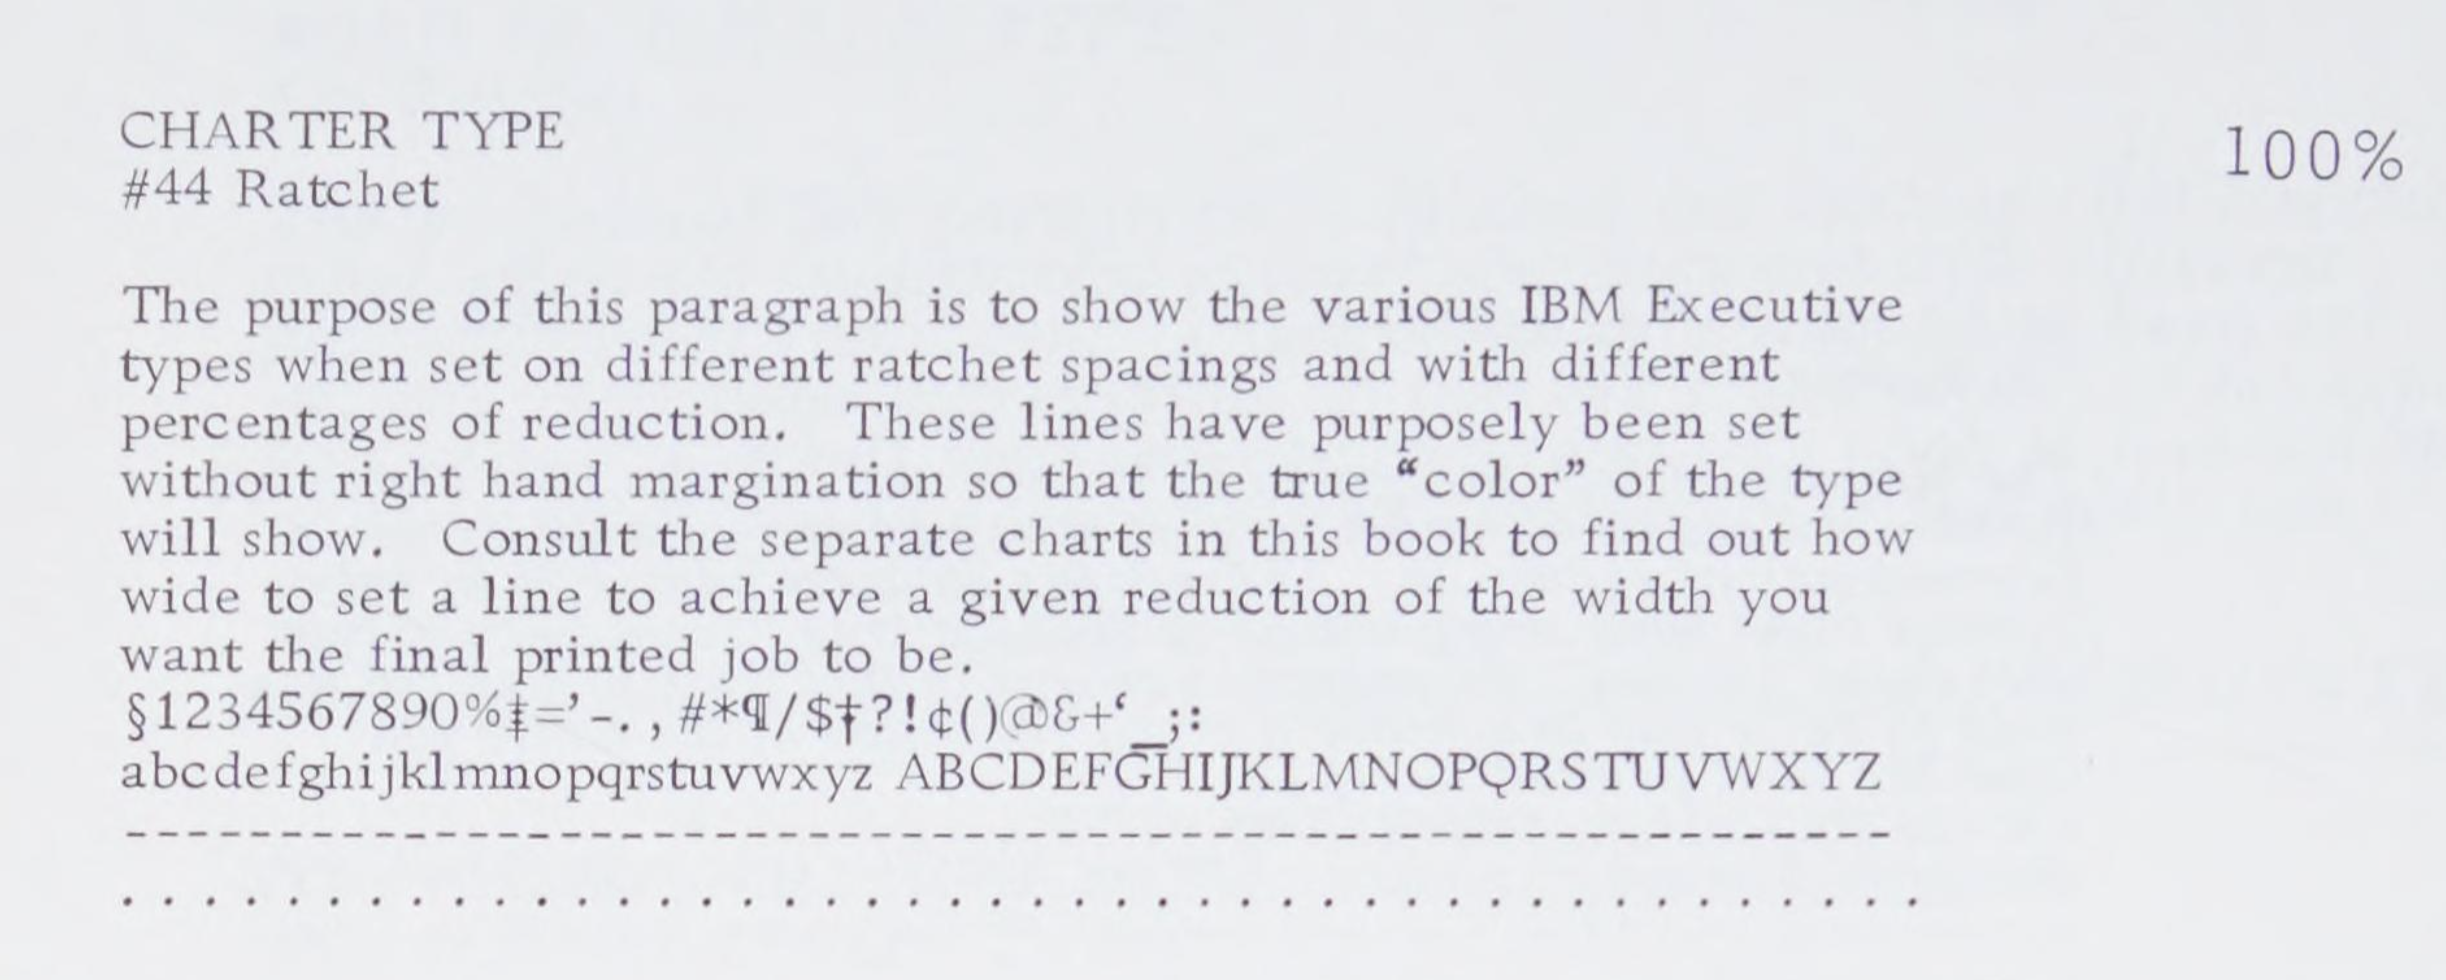 CHARTER TYPE
100%
#44 Ratchet
The purpose of this paragraph is to show the various IBM Executive
types when set on different ratchet spacings and with different
percentages of reduction. These lines have purposely been set
without right hand margination so that the true “color” of the type
will show. Consult the separate charts in this book to find out how
wide to set a line to achieve a given reduction of the width you
want the final printed job to be.
§1234567890%‡=’-.,#*¶/$†?!¢()@&+‘_;:
abcdefghijklmnopqrstuvwxyz ABCDEFGHIJKLMNOPQRSTUVWXYZ
---------------------------------------------------------
. . . . . . . . . . . . . . . . . . . . . . . . . . . . . . . . . . . . . . . . . . . .